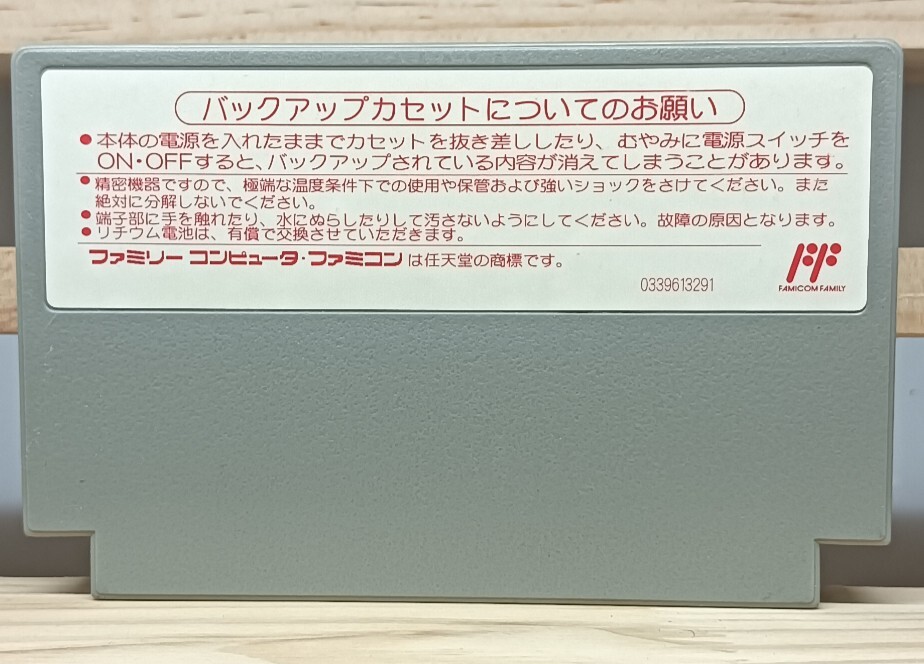 バックアップカセットについてのお願い
●本体の電源を入れたままでカセットを抜き差ししたり、むやみに電源スイッチを
ON・OFFすると、バックアップされている内容が消えてしまうことがあります。
●精密機器ですので、極端な温度条件下での使用や保管および強いショックをさけてください。また
絶対に分解しないでください。
●端子部に手を触れたり、水にぬらしたりして汚さないようにしてください。故障の原因となります。
●リチウム電池は、有償で交換させていただきます。
ファミリーコンピュータ・ファミコンは任天堂の商標です。
0339613291
FAMICOM FAMILY